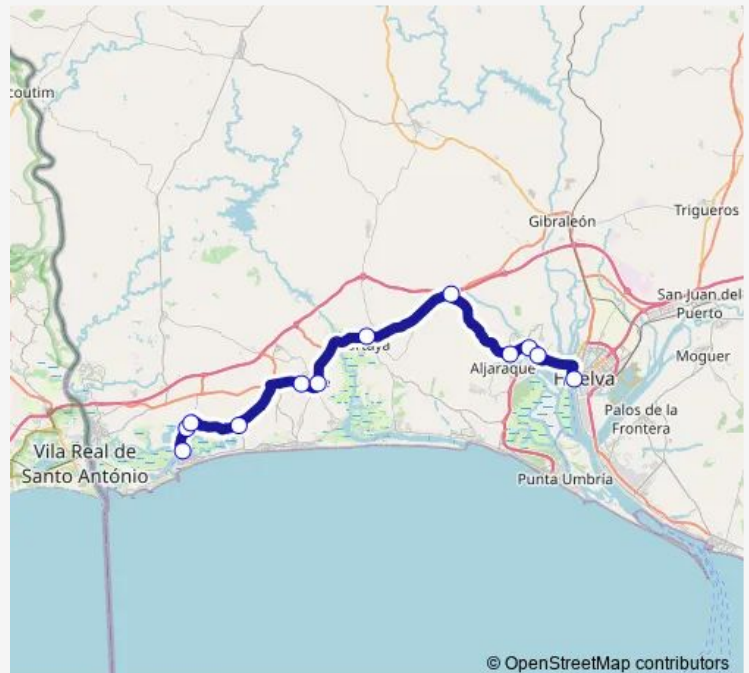 coutim
Gibraleón
Trigueros
San Juan del
Puerto
Aljaraque
Huelva
Moguer
Palos de la
Frontera
Vila Real de
Santo António
Punta Umbría
© OpenStreetMap contributors